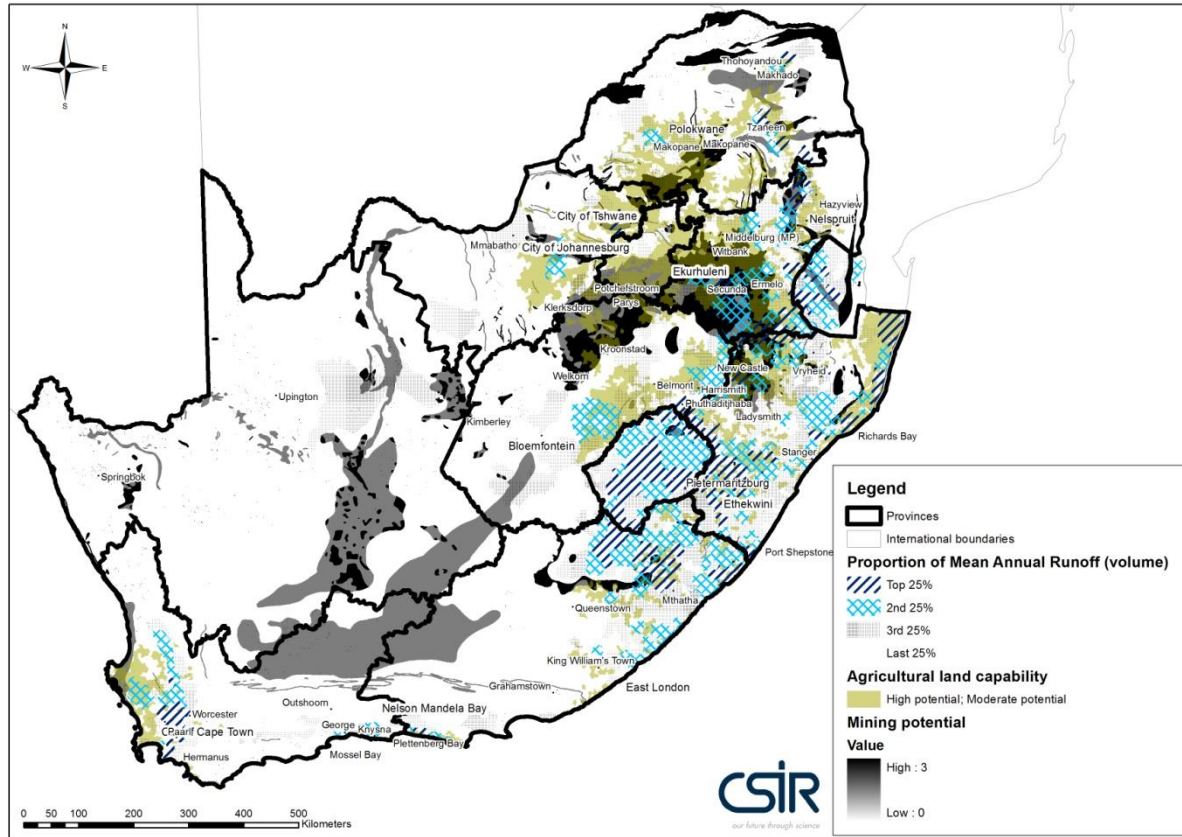 N
W E
S
Thohoyandou
Makhado
Tzaneen
Polokwane
Makopane Makopane
Hazyview
Nelspruit
City of Tshwane
Middelburg (MP)
Mmabatho
City of Johannesburg
Witbank
Ekurhuleni
Ermelo
Secunda
Potchefstroom
Parys
Klerksdorp
Kroonstad
Welkom
New Castle
Vryheid
Belmont
Harrismith
Phuthaditjhaba
Ladysmith
Upington
Kimberley
Richards Bay
Bloemfontein
Stanger
Springbok
Pietermaritzburg
Ethekwini
Port Shepstone
Mthatha
Queenstown
King William's Town
East London
Grahamstown
Outshoorn
Nelson Mandela Bay
Worcester
Paarl Cape Town
George
Knysna
Plettenberg Bay
Hermanus
Mossel Bay
Legend
Provinces
International boundaries
Proportion of Mean Annual Runoff (volume)
Top 25%
2nd 25%
3rd 25%
Last 25%
Agricultural land capability
High potential; Moderate potential
Mining potential
Value
High : 3
Low : 0
CSIR
our future through science
0 50 100 200 300 400 500
Kilometers